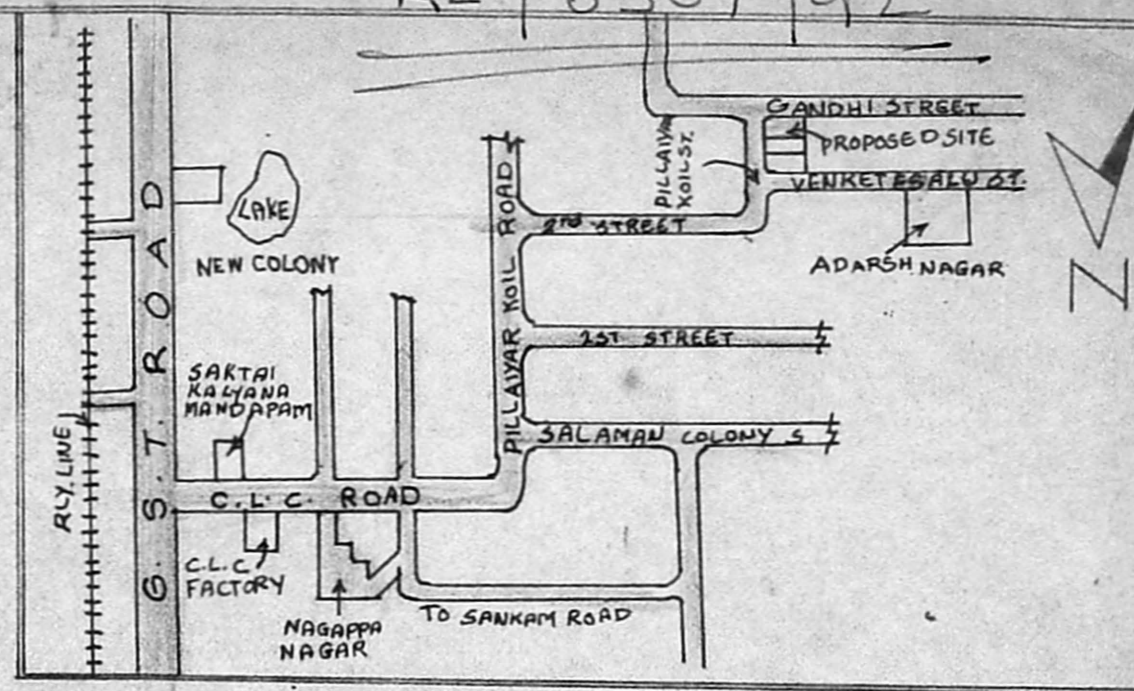 GANDHI STREET
PROPOSED SITE
PILLAIYAR
KOIL ST.
VENKETESALU ST.
2nd STREET
ADARSH NAGAR
LAKE
NEW COLONY
PILLAIYAR KOIL ROAD
1ST STREET
SAKTAI
KALYANA
MANDAPAM
SALAMAN COLONY S
G.S.T. ROAD
RLY. LINE
C.L.C. ROAD
C.L.C
FACTORY
NAGAPPA
NAGAR
TO SANKAM ROAD
N